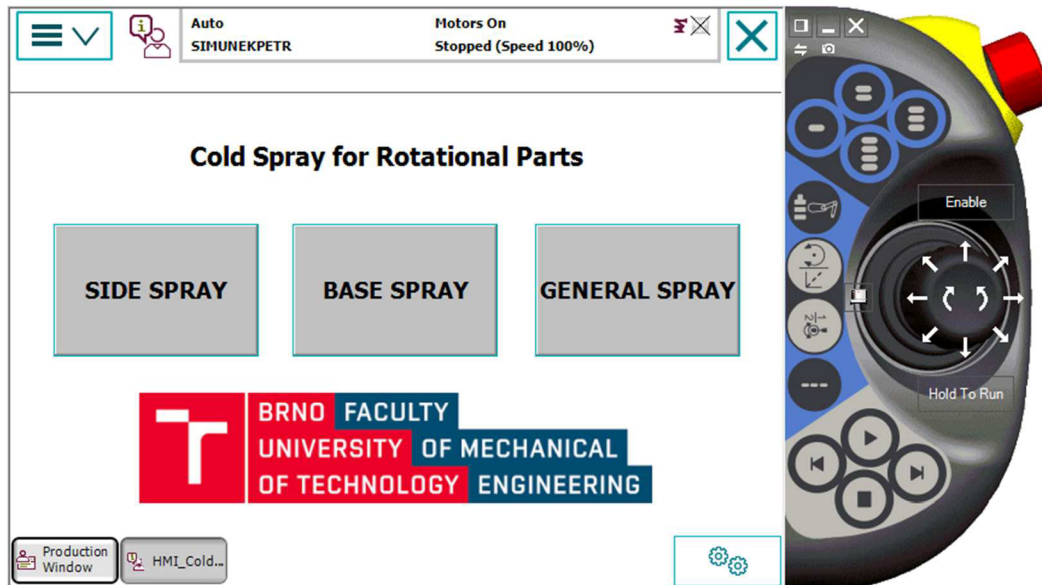 Auto
SIMUNEKPETR
Motors On
Stopped (Speed 100%)
Cold Spray for Rotational Parts
SIDE SPRAY
BASE SPRAY
GENERAL SPRAY
BRNO FACULTY
UNIVERSITY OF MECHANICAL
OF TECHNOLOGY ENGINEERING
Production
Window
HMI_Cold...
Enable
Hold To Run